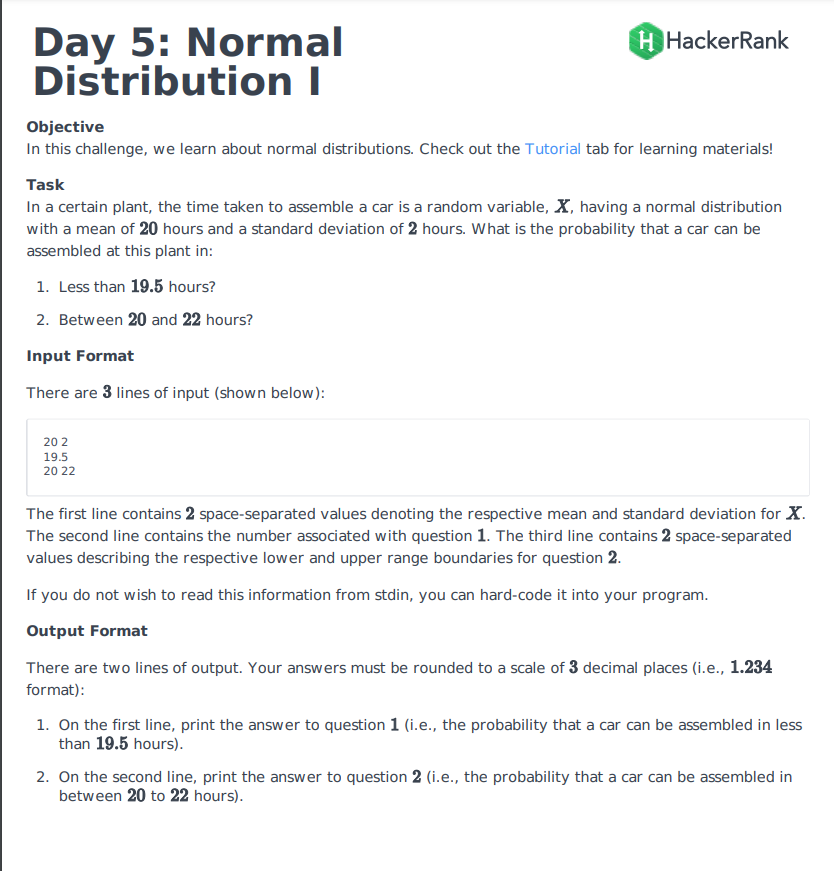 Day 5: Normal
Distribution I
HackerRank
Objective
In this challenge, we learn about normal distributions. Check out the Tutorial tab for learning materials!
Task
In a certain plant, the time taken to assemble a car is a random variable, X, having a normal distribution
with a mean of 20 hours and a standard deviation of 2 hours. What is the probability that a car can be
assembled at this plant in:
1. Less than 19.5 hours?
2. Between 20 and 22 hours?
Input Format
There are 3 lines of input (shown below):
20 2
19.5
20 22
The first line contains 2 space-separated values denoting the respective mean and standard deviation for X.
The second line contains the number associated with question 1. The third line contains 2 space-separated
values describing the respective lower and upper range boundaries for question 2.
If you do not wish to read this information from stdin, you can hard-code it into your program.
Output Format
There are two lines of output. Your answers must be rounded to a scale of 3 decimal places (i.e., 1.234
format):
1. On the first line, print the answer to question 1 (i.e., the probability that a car can be assembled in less
than 19.5 hours).
2. On the second line, print the answer to question 2 (i.e., the probability that a car can be assembled in
between 20 to 22 hours).